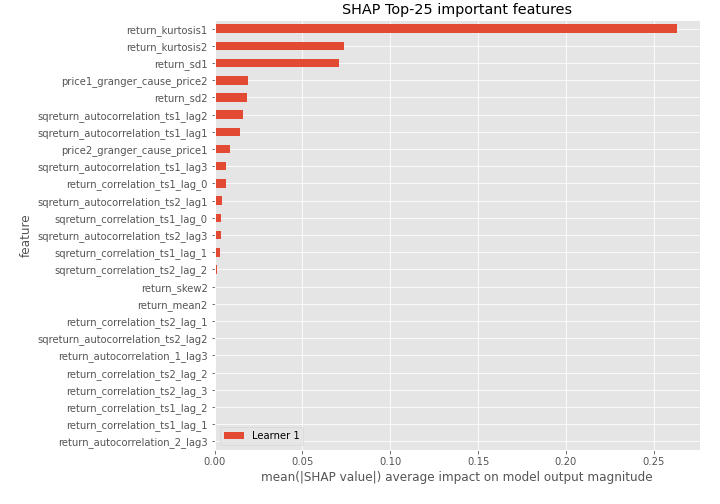 SHAP Top-25 important features
return_kurtosis1
return_kurtosis2
return_sd1
price1_granger_cause_price2
return_sd2
sqreturn_autocorrelation_ts1_lag2
sqreturn_autocorrelation_ts1_lag1
price2_granger_cause_price1
sqreturn_autocorrelation_ts1_lag3
return_correlation_ts1_lag_0
sqreturn_autocorrelation_ts2_lag1
sqreturn_correlation_ts1_lag_0
sqreturn_autocorrelation_ts2_lag3
sqreturn_correlation_ts1_lag_1
sqreturn_correlation_ts2_lag_2
return_skew2
return_mean2
return_correlation_ts2_lag_1
sqreturn_autocorrelation_ts2_lag2
return_autocorrelation_1_lag3
return_correlation_ts2_lag_2
return_correlation_ts2_lag_3
return_correlation_ts1_lag_2
return_correlation_ts1_lag_1
return_autocorrelation_2_lag3
feature
Learner 1
0.00 0.05 0.10 0.15 0.20 0.25
mean(|SHAP value|) average impact on model output magnitude